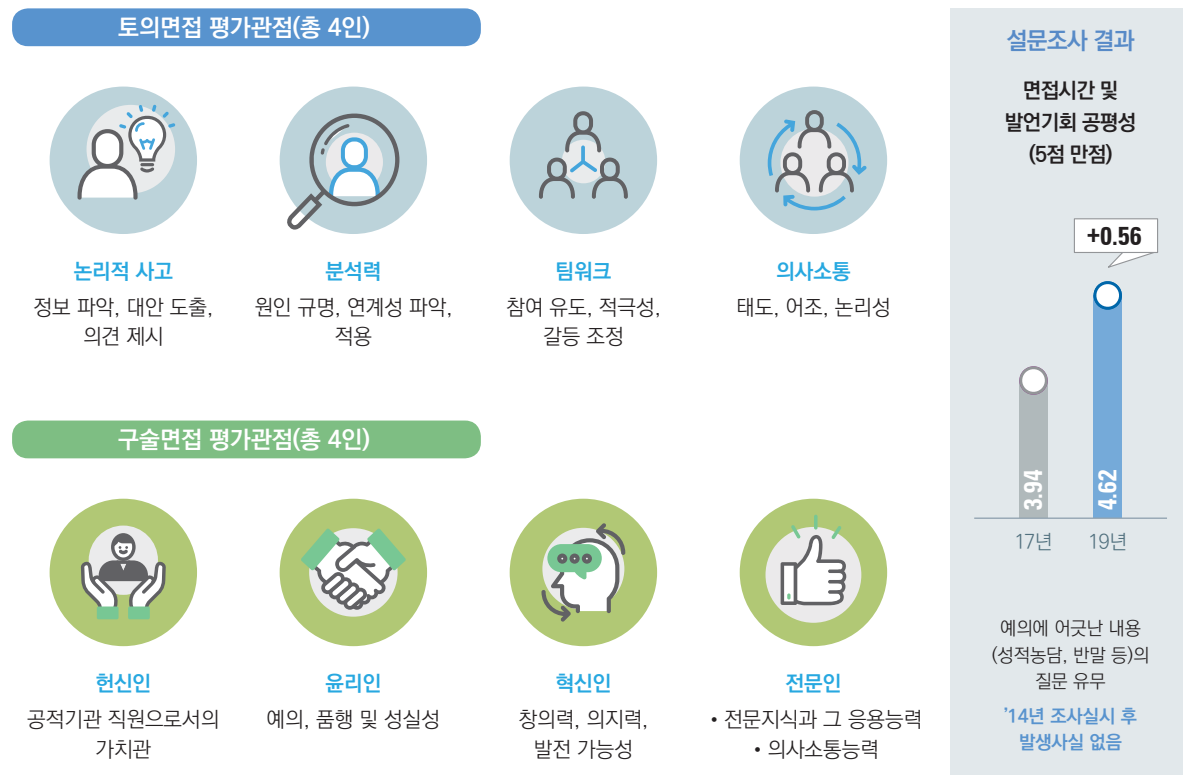 토의면접 평가관점(총 4인)
논리적 사고
정보 파악, 대안 도출,
의견 제시
분석력
원인 규명, 연계성 파악,
적용
팀워크
참여 유도, 적극성,
갈등 조정
의사소통
태도, 어조, 논리성
구술면접 평가관점(총 4인)
헌신인
공적기관 직원으로서의
가치관
윤리인
예의, 품행 및 성실성
혁신인
창의력, 의지력,
발전 가능성
전문인
• 전문지식과 그 응용능력
• 의사소통능력
설문조사 결과
면접시간 및
발언기회 공평성
(5점 만점)
+0.56
3.94
4.62
17년
19년
예의에 어긋난 내용
(성적농담, 반말 등)의
질문 유무
’14년 조사실시 후
발생사실 없음